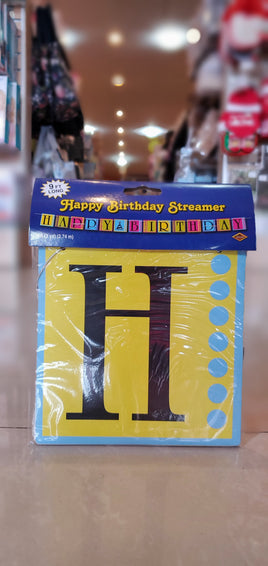 9 FT
LONG
Happy Birthday Streamer
HAPPY BIRTHDAY
H